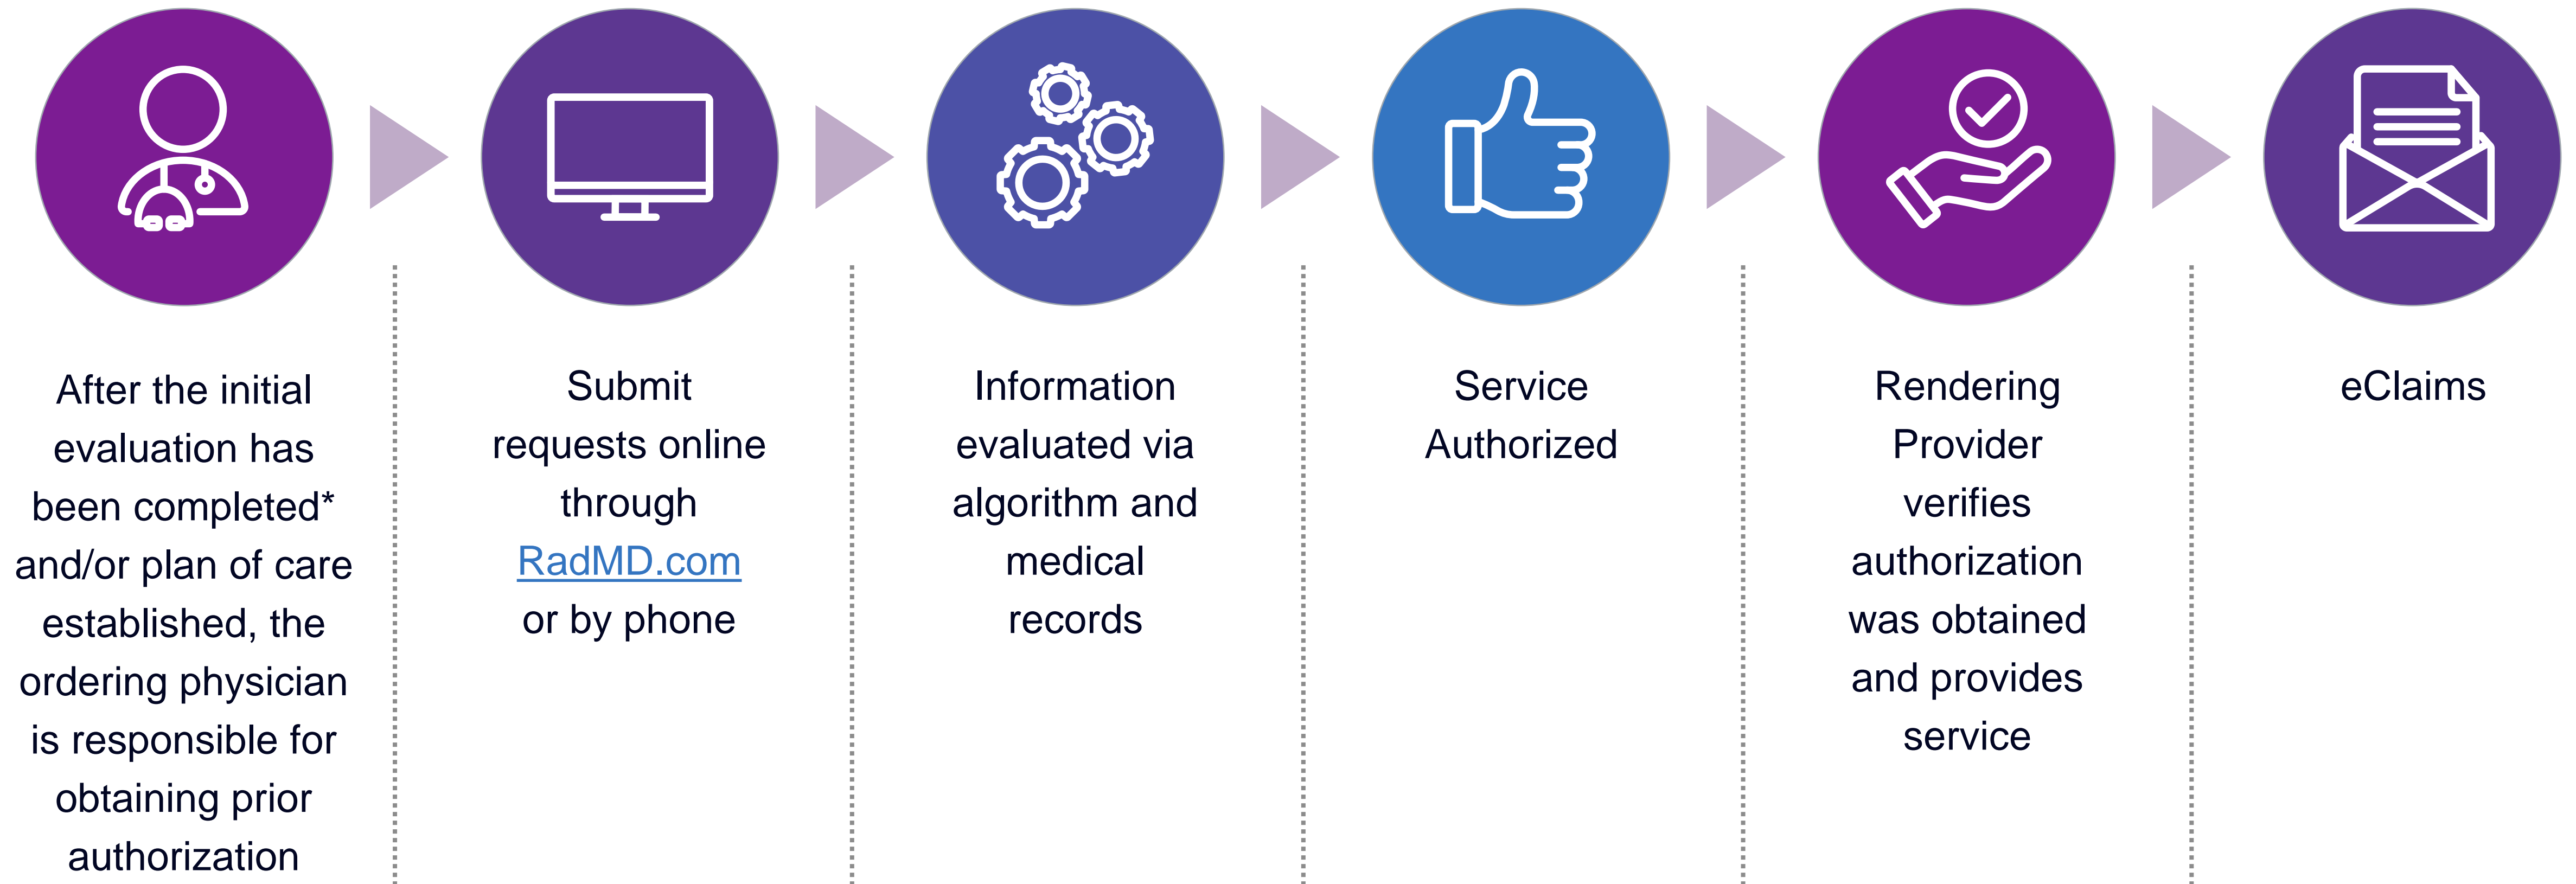 After the initial
evaluation has
been completed*
and/or plan of care
established, the
ordering physician
is responsible for
obtaining prior
authorization
Submit
requests online
through
RadMD.com
or by phone
Information
evaluated via
algorithm and
medical
records
Service
Authorized
Rendering
Provider
verifies
authorization
was obtained
and provides
service
eClaims